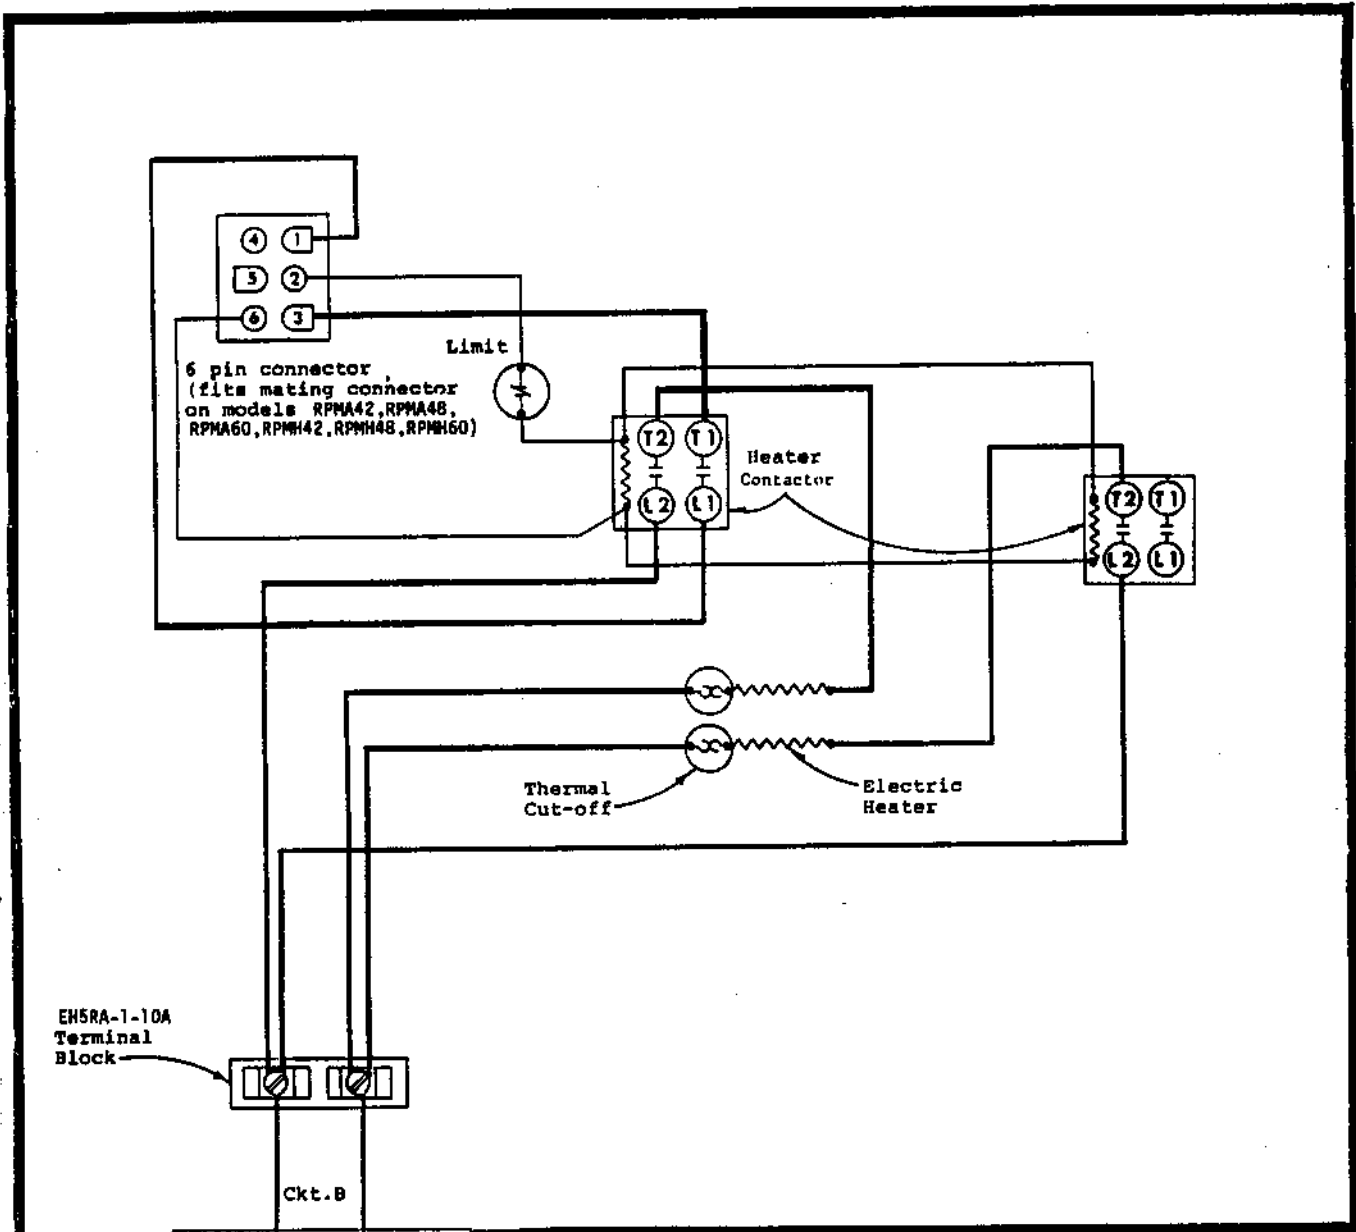 4 1
5 2
6 3
Limit
6 pin connector,
(fits mating connector
on models RPMA42,RPMA48,
RPMA60,RPMH42,RPMH48,RPMH60)
T2 T1
L2 L1
Heater
Contactor
T2 T1
L2 L1
Thermal
Cut-off
Electric
Heater
EH5RA-1-10A
Terminal
Block
Ckt.B